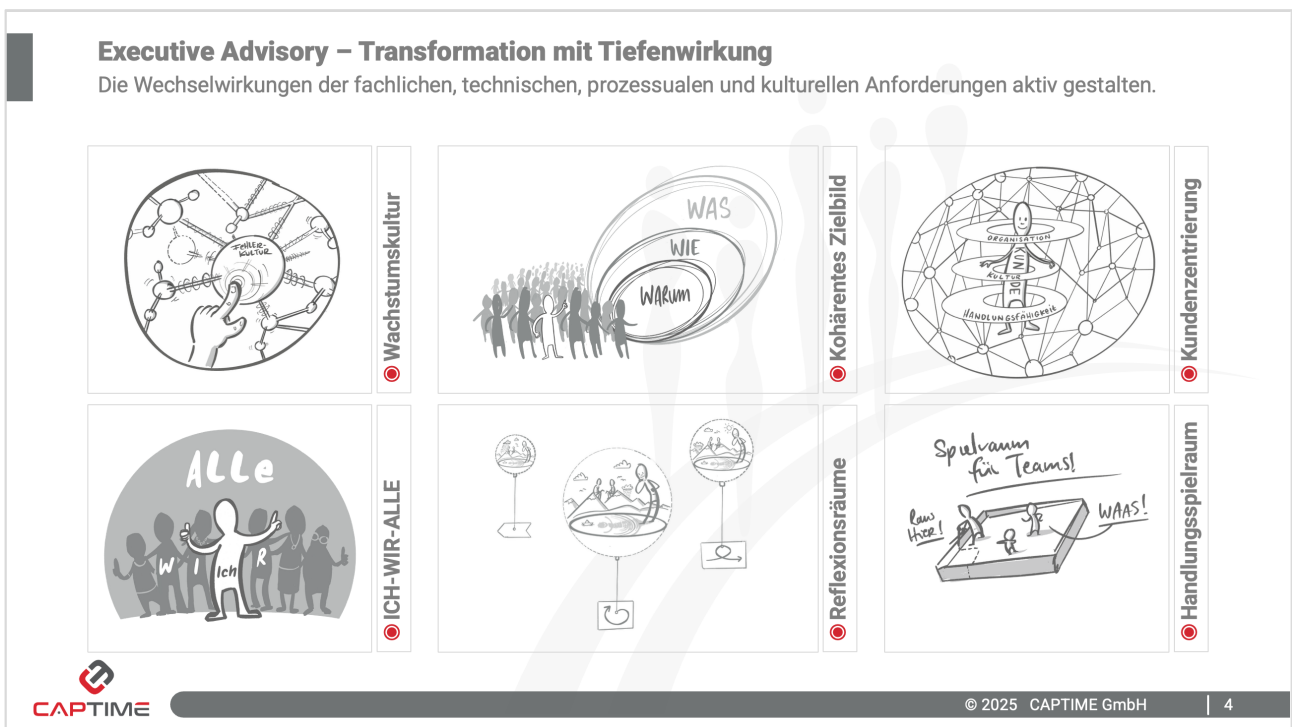 Executive Advisory – Transformation mit Tiefenwirkung
Die Wechselwirkungen der fachlichen, technischen, prozessualen und kulturellen Anforderungen aktiv gestalten.
FEHLER-
KULTUR
Wachstumskultur
WAS
WIE
WARUM
Kohärentes Zielbild
ORGANISATION
KUNDE
KULTUR
HANDLUNGSFÄHIGKEIT
Kundenzentrierung
ALLe
W I R
Ich
ICH-WIR-ALLE
Reflexionsräume
Spielraum
für Teams!
Raus
Hier!
WAAS!
Handlungsspielraum
CAPTIME
© 2025 CAPTIME GmbH
4